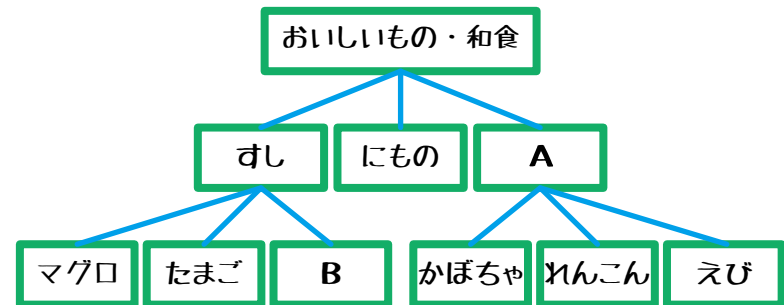 おいしいもの・和食
すし
にもの
A
マグロ
たまご
B
かぼちゃ
れんこん
えび